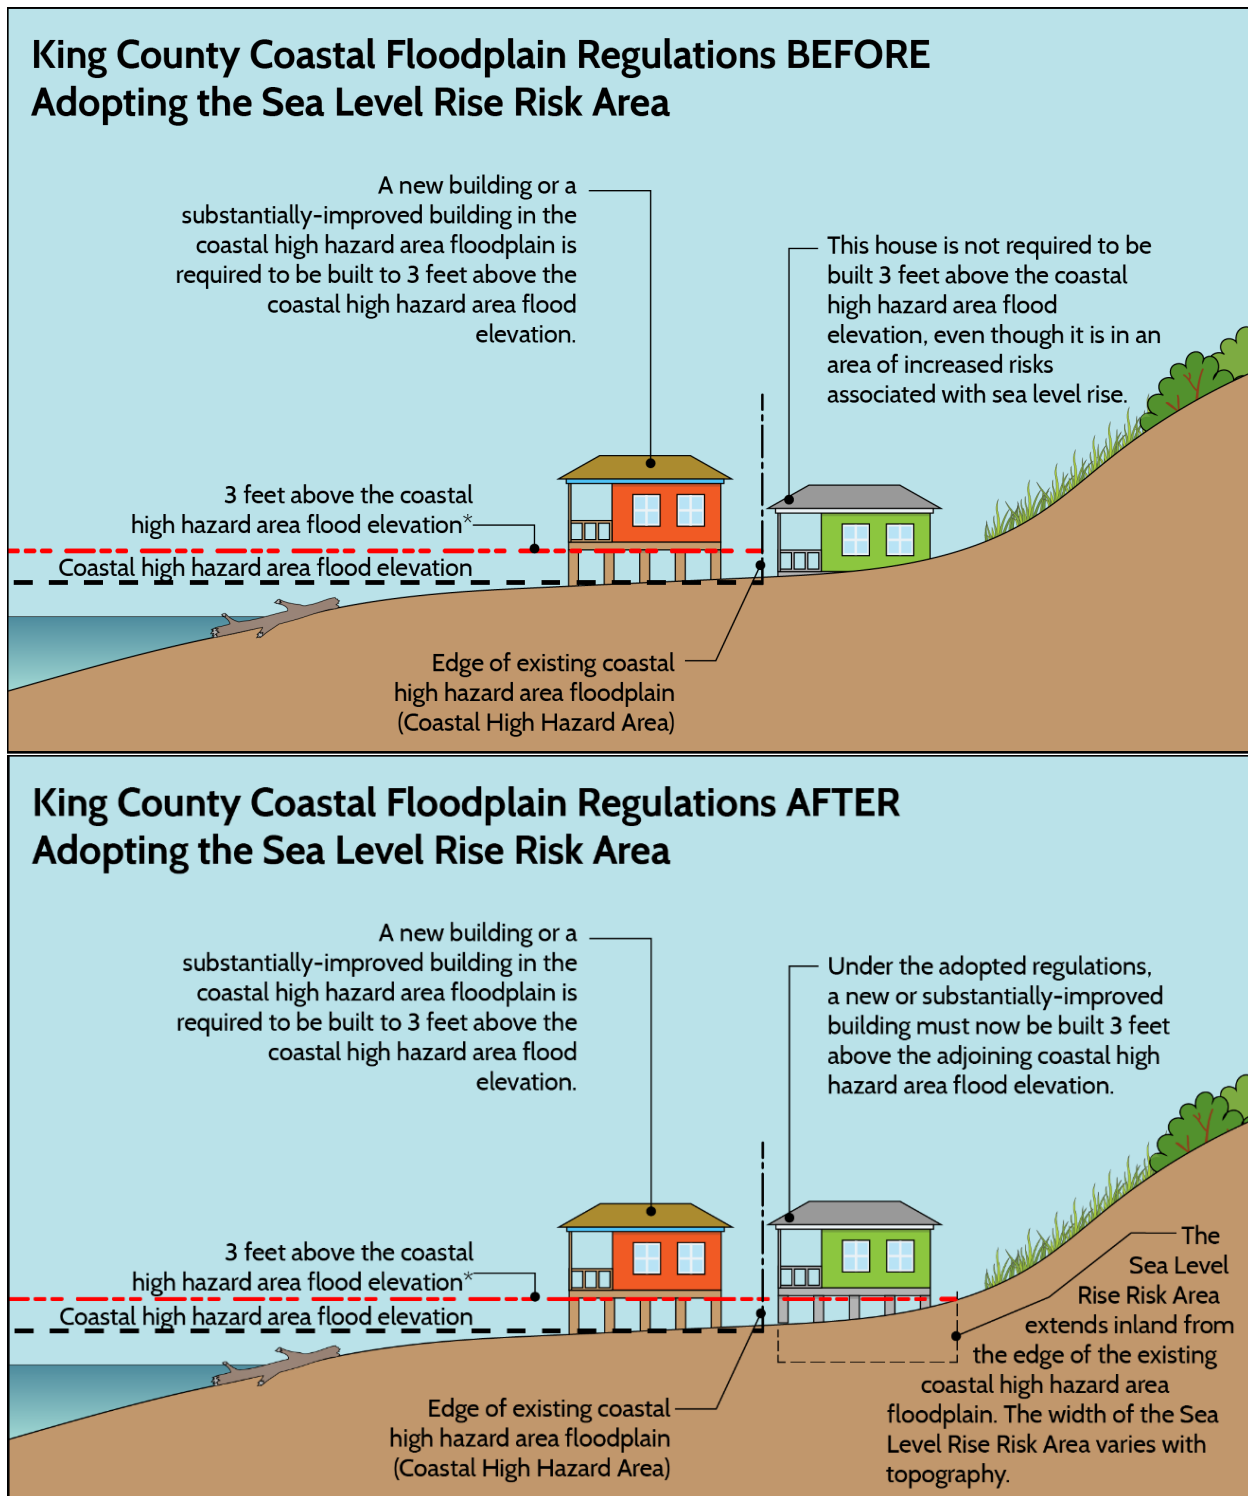 King County Coastal Floodplain Regulations BEFORE
Adopting the Sea Level Rise Risk Area
A new building or a
substantially-improved building in the
coastal high hazard area floodplain is
required to be built to 3 feet above the
coastal high hazard area flood
elevation.
This house is not required to be
built 3 feet above the coastal
high hazard area flood
elevation, even though it is in an
area of increased risks
associated with sea level rise.
3 feet above the coastal
high hazard area flood elevation*
Coastal high hazard area flood elevation
Edge of existing coastal
high hazard area floodplain
(Coastal High Hazard Area)
King County Coastal Floodplain Regulations AFTER
Adopting the Sea Level Rise Risk Area
A new building or a
substantially-improved building in the
coastal high hazard area floodplain is
required to be built to 3 feet above the
coastal high hazard area flood
elevation.
Under the adopted regulations,
a new or substantially-improved
building must now be built 3 feet
above the adjoining coastal high
hazard area flood elevation.
3 feet above the coastal
high hazard area flood elevation*
Coastal high hazard area flood elevation
Edge of existing coastal
high hazard area floodplain
(Coastal High Hazard Area)
The
Sea Level
Rise Risk Area
extends inland from
the edge of the existing
coastal high hazard area
floodplain. The width of the Sea
Level Rise Risk Area varies with
topography.